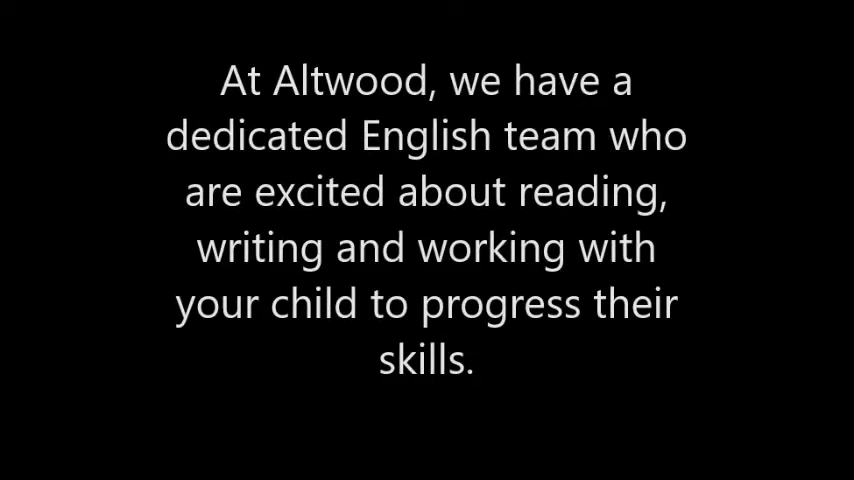 At Altwood, we have a
dedicated English team who
are excited about reading,
writing and working with
your child to progress their
skills.